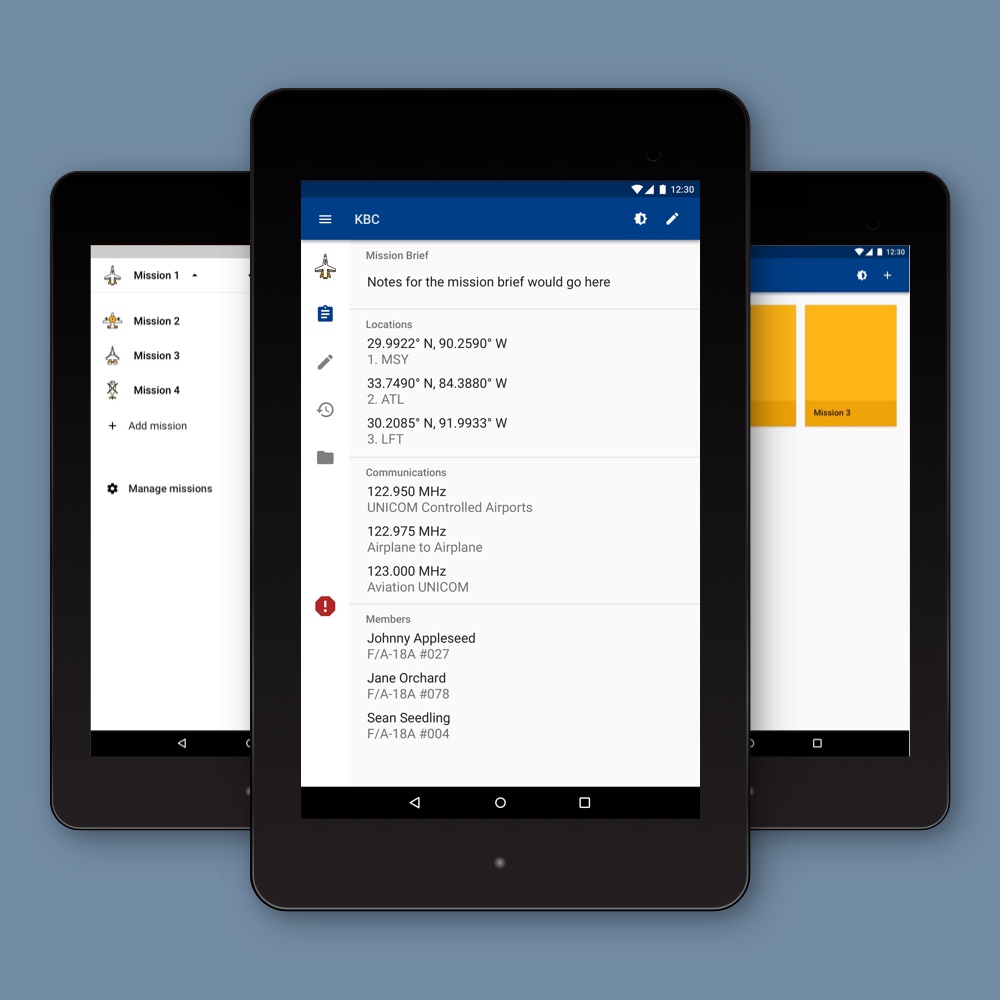 Mission 1
Mission 2
Mission 3
Mission 4
Add mission
Manage missions
12:30
KBC
Mission Brief
Notes for the mission brief would go here
Locations
29.9922° N, 90.2590° W
1. MSY
33.7490° N, 84.3880° W
2. ATL
30.2085° N, 91.9933° W
3. LFT
Communications
122.950 MHz
UNICOM Controlled Airports
122.975 MHz
Airplane to Airplane
123.000 MHz
Aviation UNICOM
Members
Johnny Appleseed
F/A-18A #027
Jane Orchard
F/A-18A #078
Sean Seedling
F/A-18A #004
12:30
Mission 3